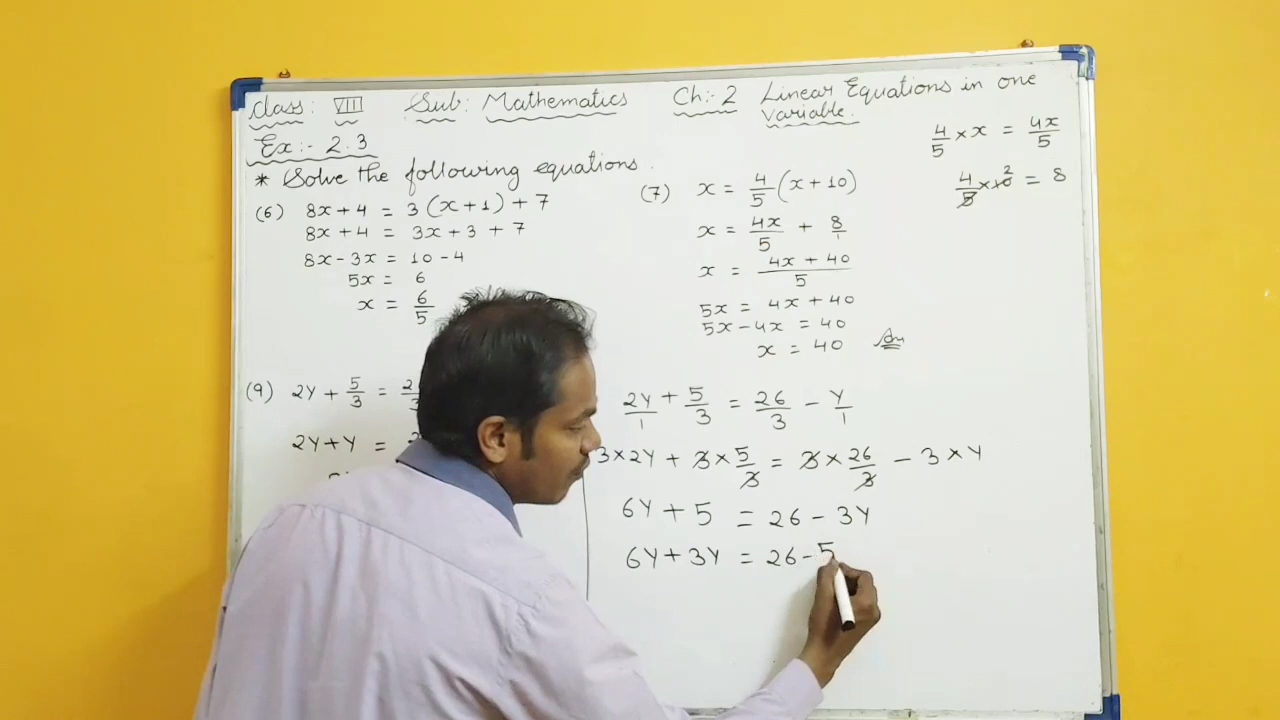 Class: VIII Sub: Mathematics Ch:- 2 Linear Equations in one
variable.
Ex:- 2.3
* Solve the following equations.
(6) 8x + 4 = 3 (x + 1) + 7
8x + 4 = 3x + 3 + 7
8x - 3x = 10 - 4
5x = 6
x = 6/5
(7) x = 4/5 (x + 10)
x = 4x/5 + 8/1
x = 4x + 40/5
5x = 4x + 40
5x - 4x = 40
x = 40 Ans
4/5 × x = 4x/5
4/5 × 10 2 = 8
(9) 2y + 5/3 =
2y + y =
2y/1 + 5/3 = 26/3 - y/1
3 × 2y + 3 × 5/3 = 3 × 26/3 - 3 × y
6y + 5 = 26 - 3y
6y + 3y = 26 - 5